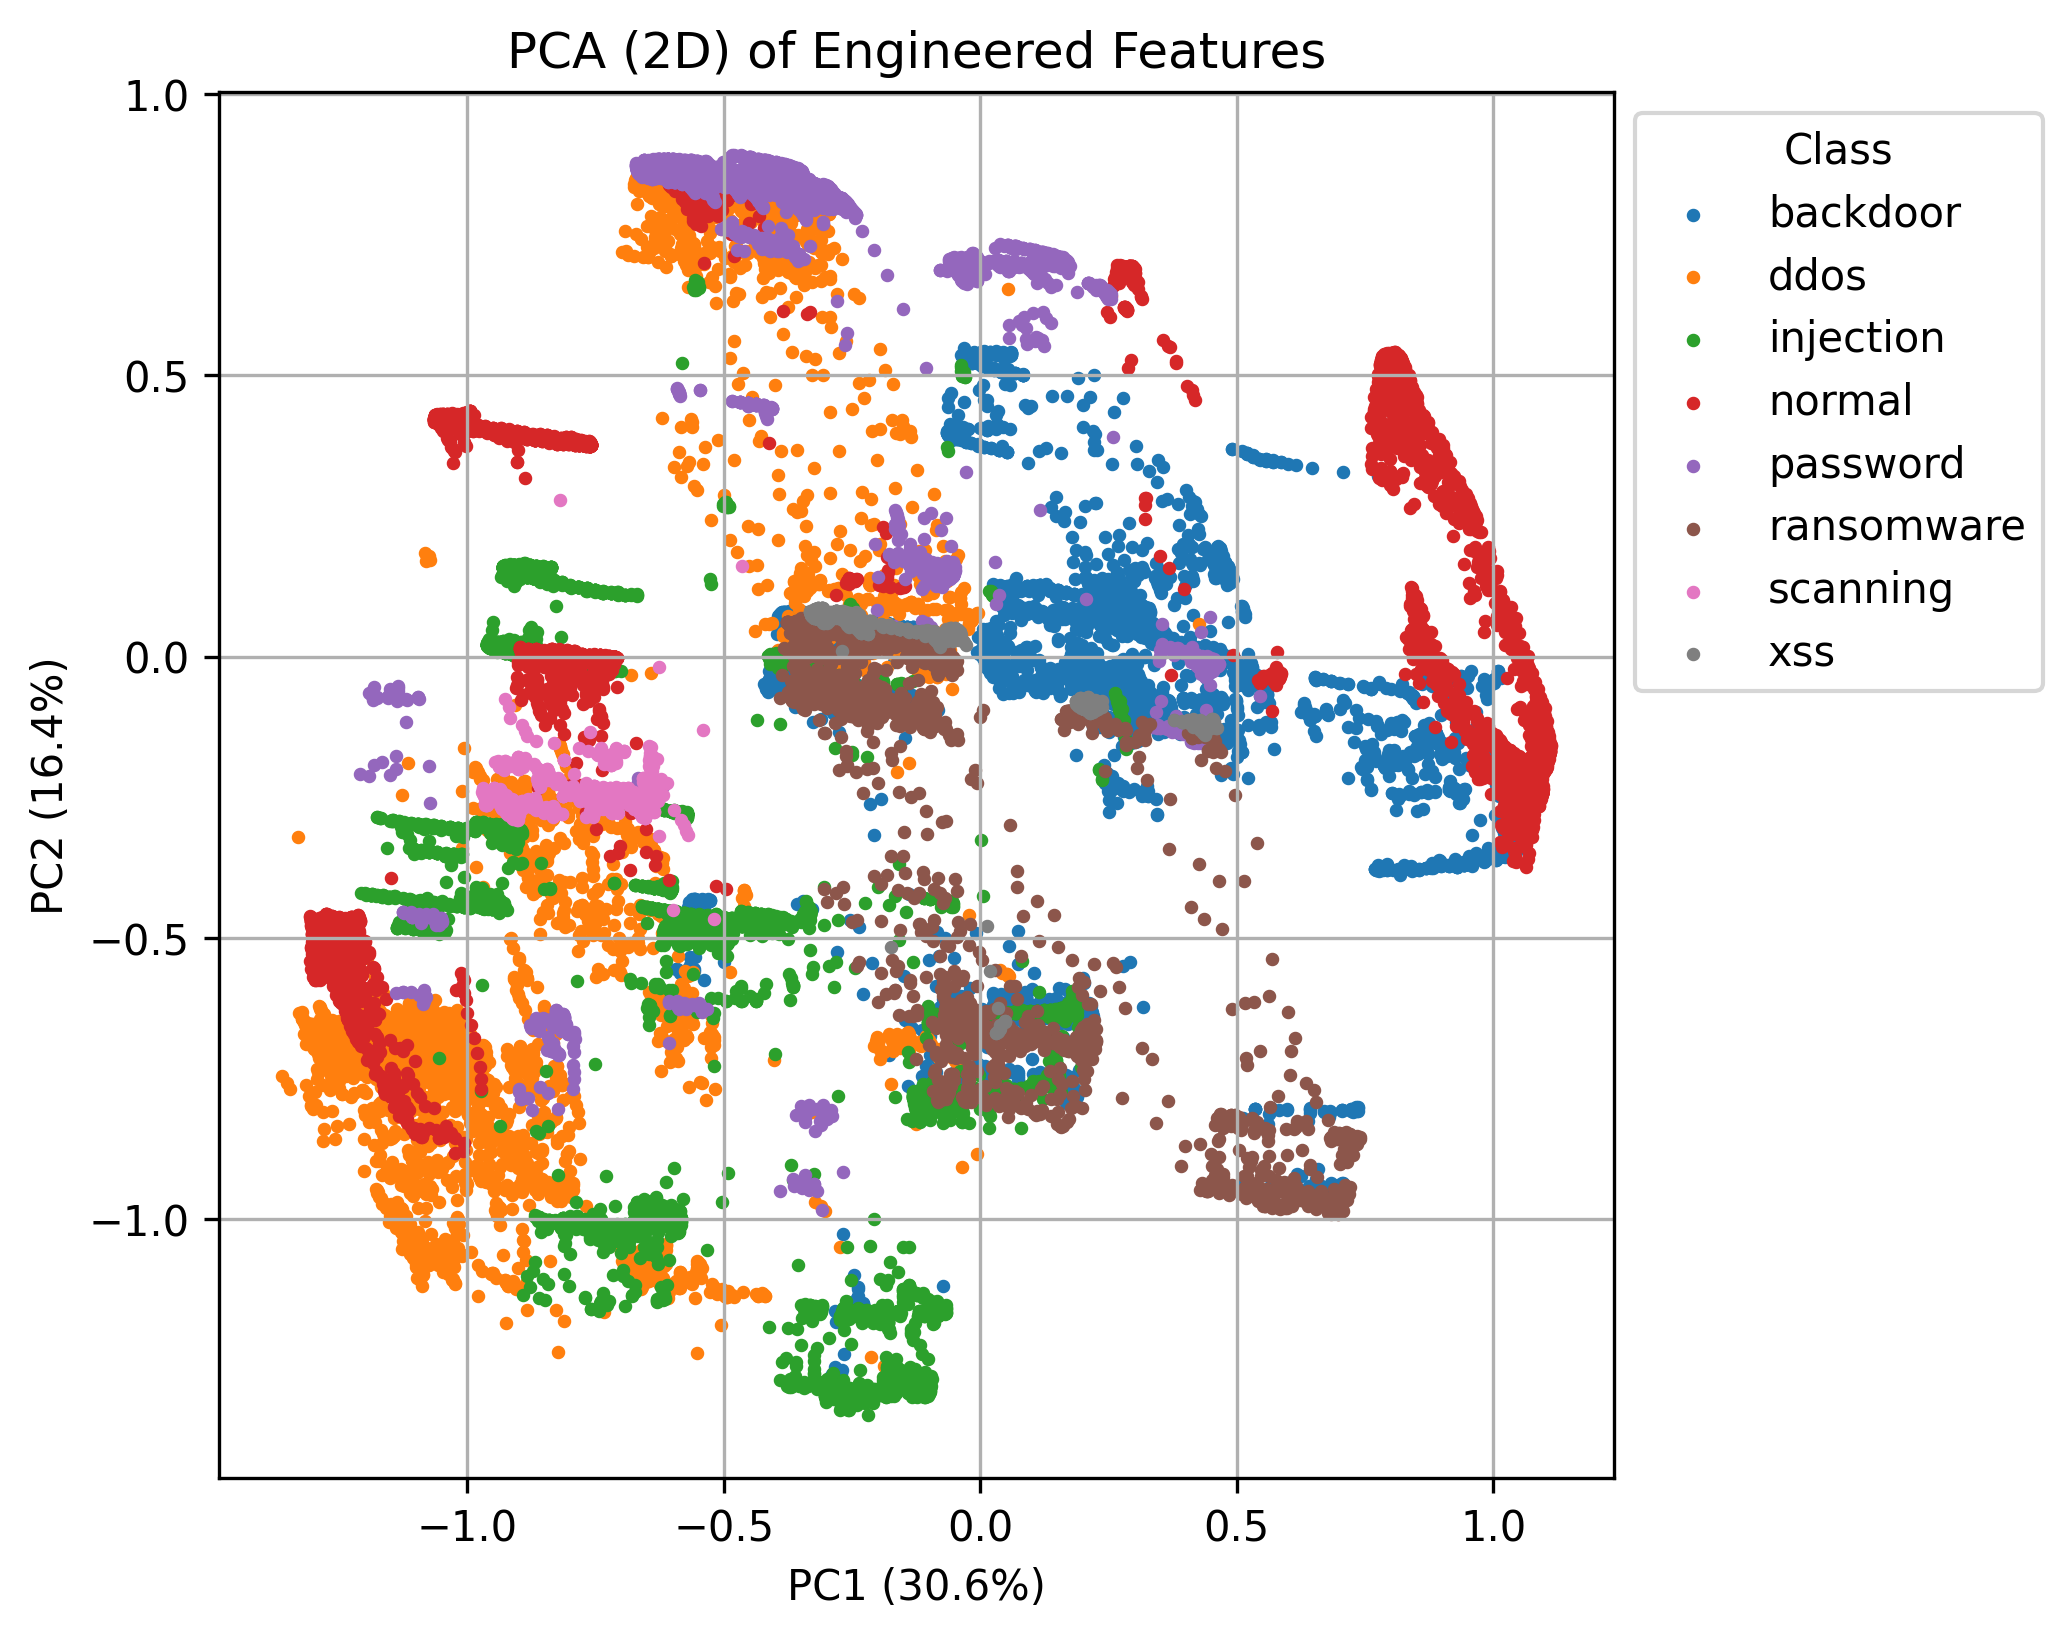 PCA (2D) of Engineered Features
Class
backdoor
ddos
injection
normal
password
ransomware
scanning
xss
PC2 (16.4%)
1.0
0.5
0.0
−0.5
−1.0
−1.0
−0.5
0.0
0.5
1.0
PC1 (30.6%)